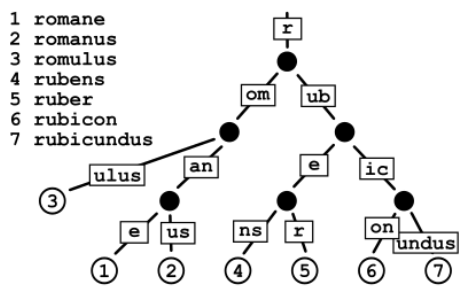 1 romane
2 romanus
3 romulus
4 rubens
5 ruber
6 rubicon
7 rubicundus
r
om ub
ulus an e ic
3
e us ns r on undus
1 2 4 5 6 7